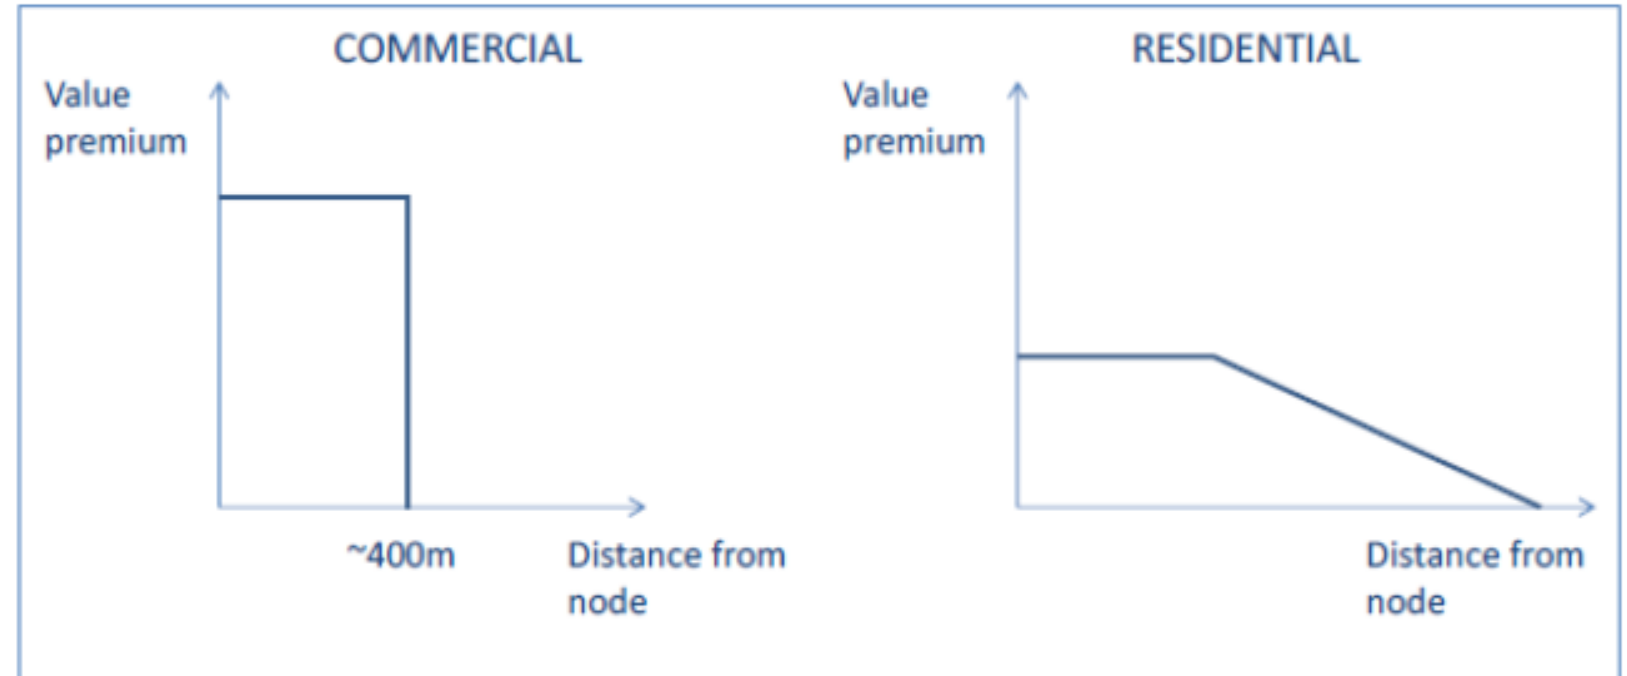 COMMERCIAL
Value
premium
~400m
Distance from
node
RESIDENTIAL
Value
premium
Distance from
node